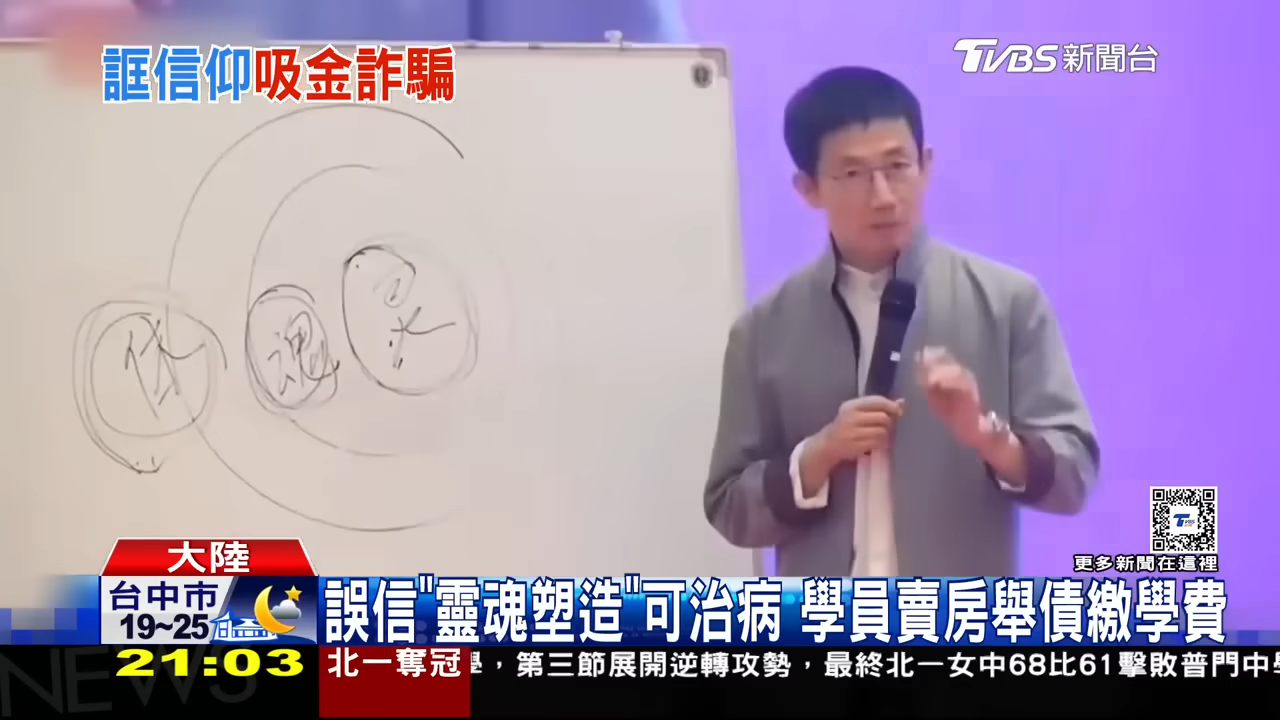 誆信仰吸金詐騙
TVBS新聞台
体 魂 灵
更多新聞在這裡
大陸
台中市
19~25
誤信"靈魂塑造"可治病 學員賣房舉債繳學費
21:03
北一奪冠
，第三節展開逆轉攻勢，最終北一女中68比61擊敗普門中學
NEWS